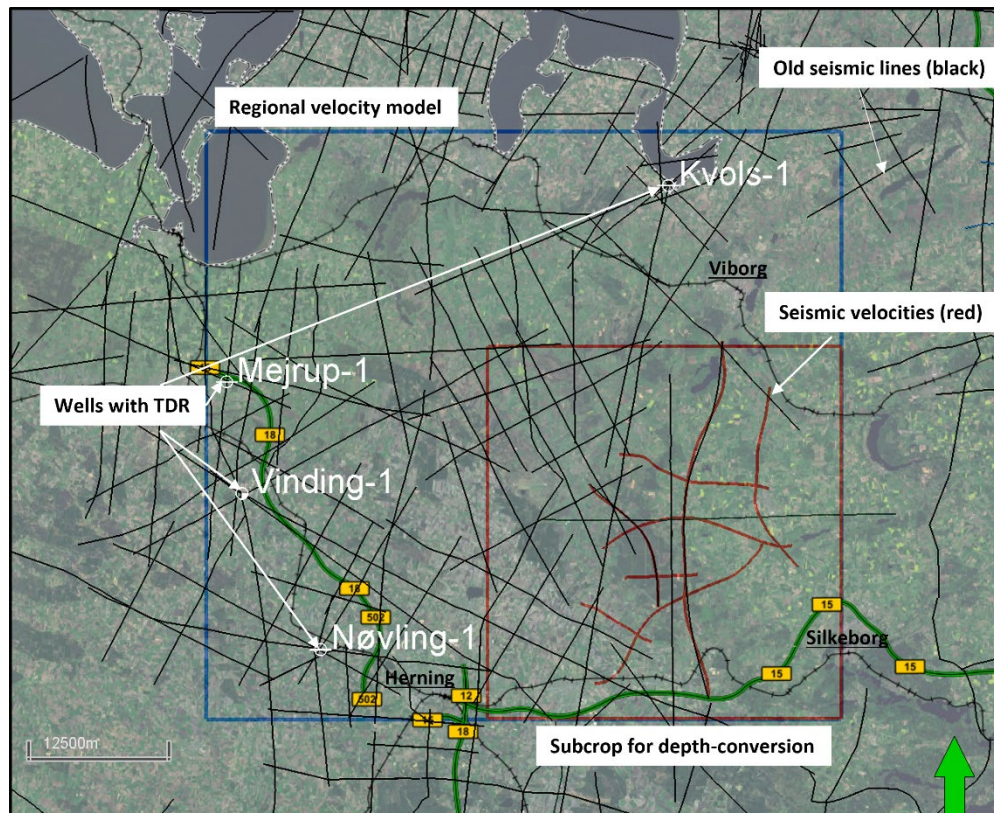 Old seismic lines (black)
Regional velocity model
Kvols-1
Viborg
Seismic velocities (red)
Mejrup-1
Wells with TDR
18
Vinding-1
18
502
15
Nøvling-1
Silkeborg
15
15
Herning
12
502
18
12500m
Subcrop for depth-conversion